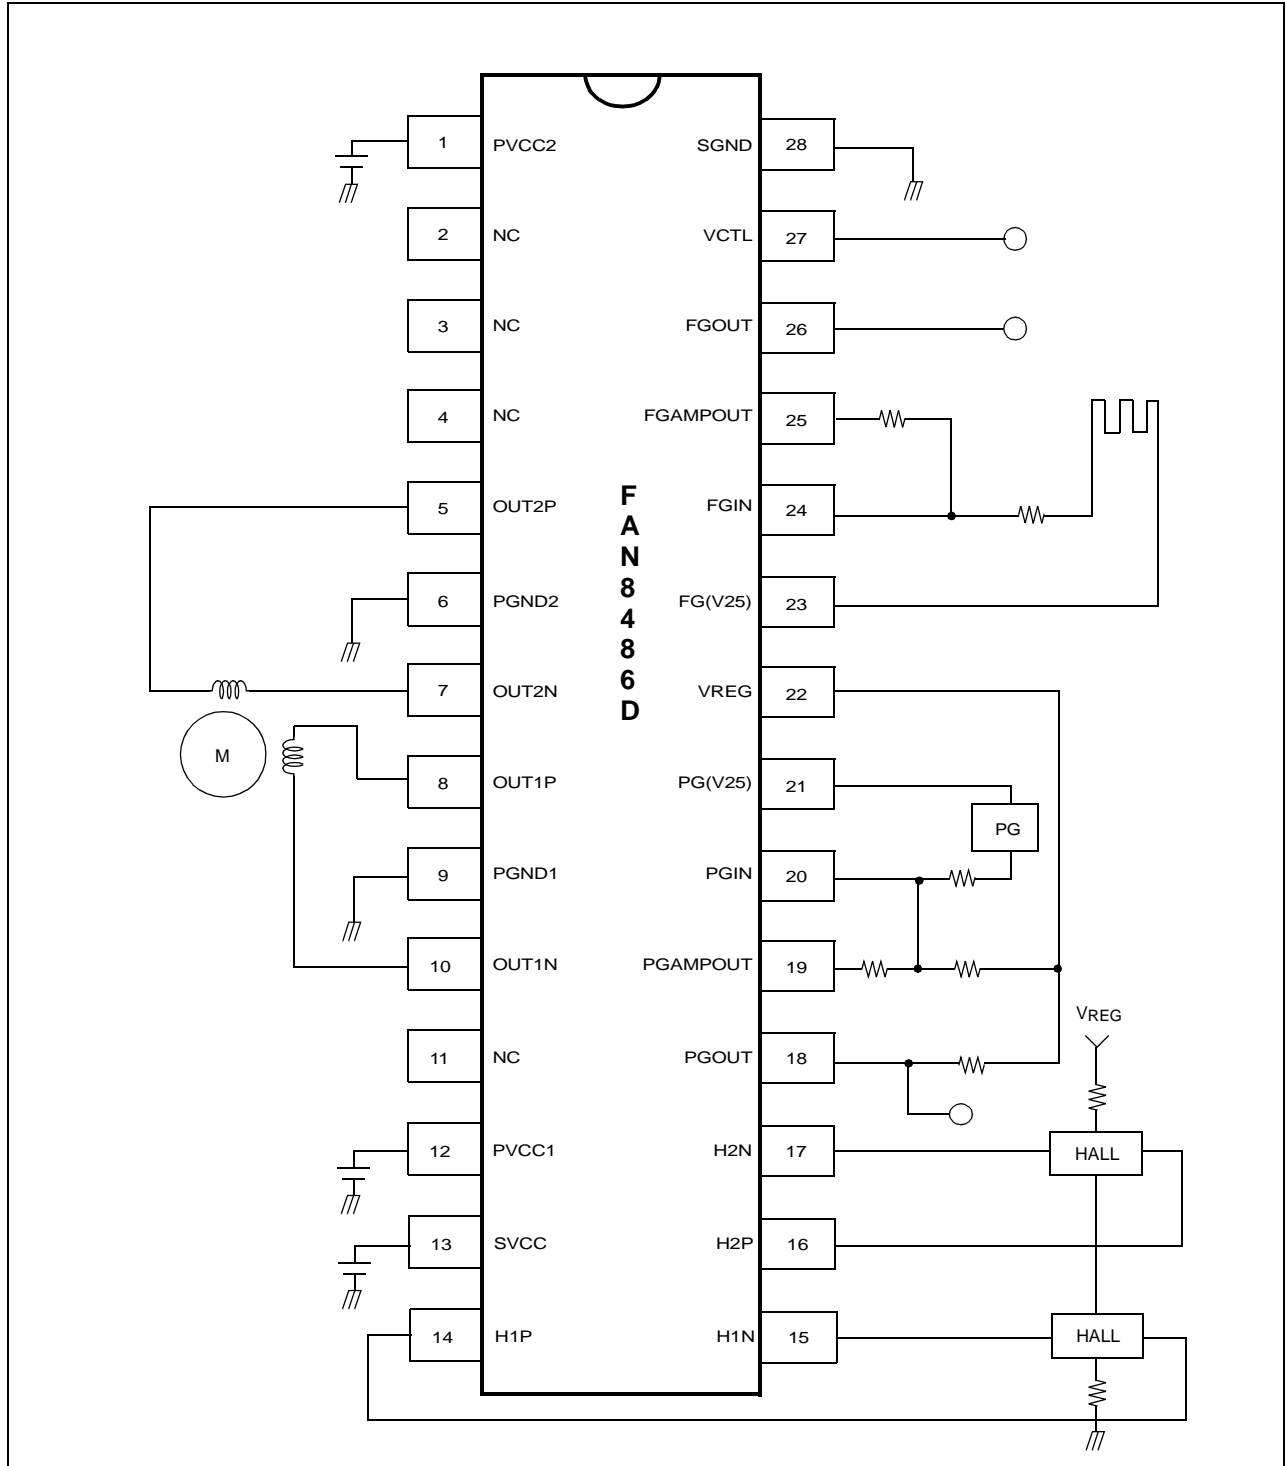 1 PVCC2
SGND 28
2 NC
VCTL 27
3 NC
FGOUT 26
4 NC
FGAMPOUT 25
5 OUT2P
FGIN 24
6 PGND2
FG(V25) 23
7 OUT2N
VREG 22
8 OUT1P
PG(V25) 21
9 PGND1
PGIN 20
10 OUT1N
PGAMPOUT 19
11 NC
PGOUT 18
12 PVCC1
H2N 17
13 SVCC
H2P 16
14 H1P
H1N 15
F
A
N
8
4
8
6
D
M
PG
VREG
HALL
HALL